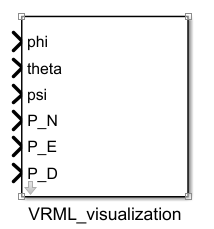 phi
theta
psi
P_N
P_E
P_D
VRML_visualization